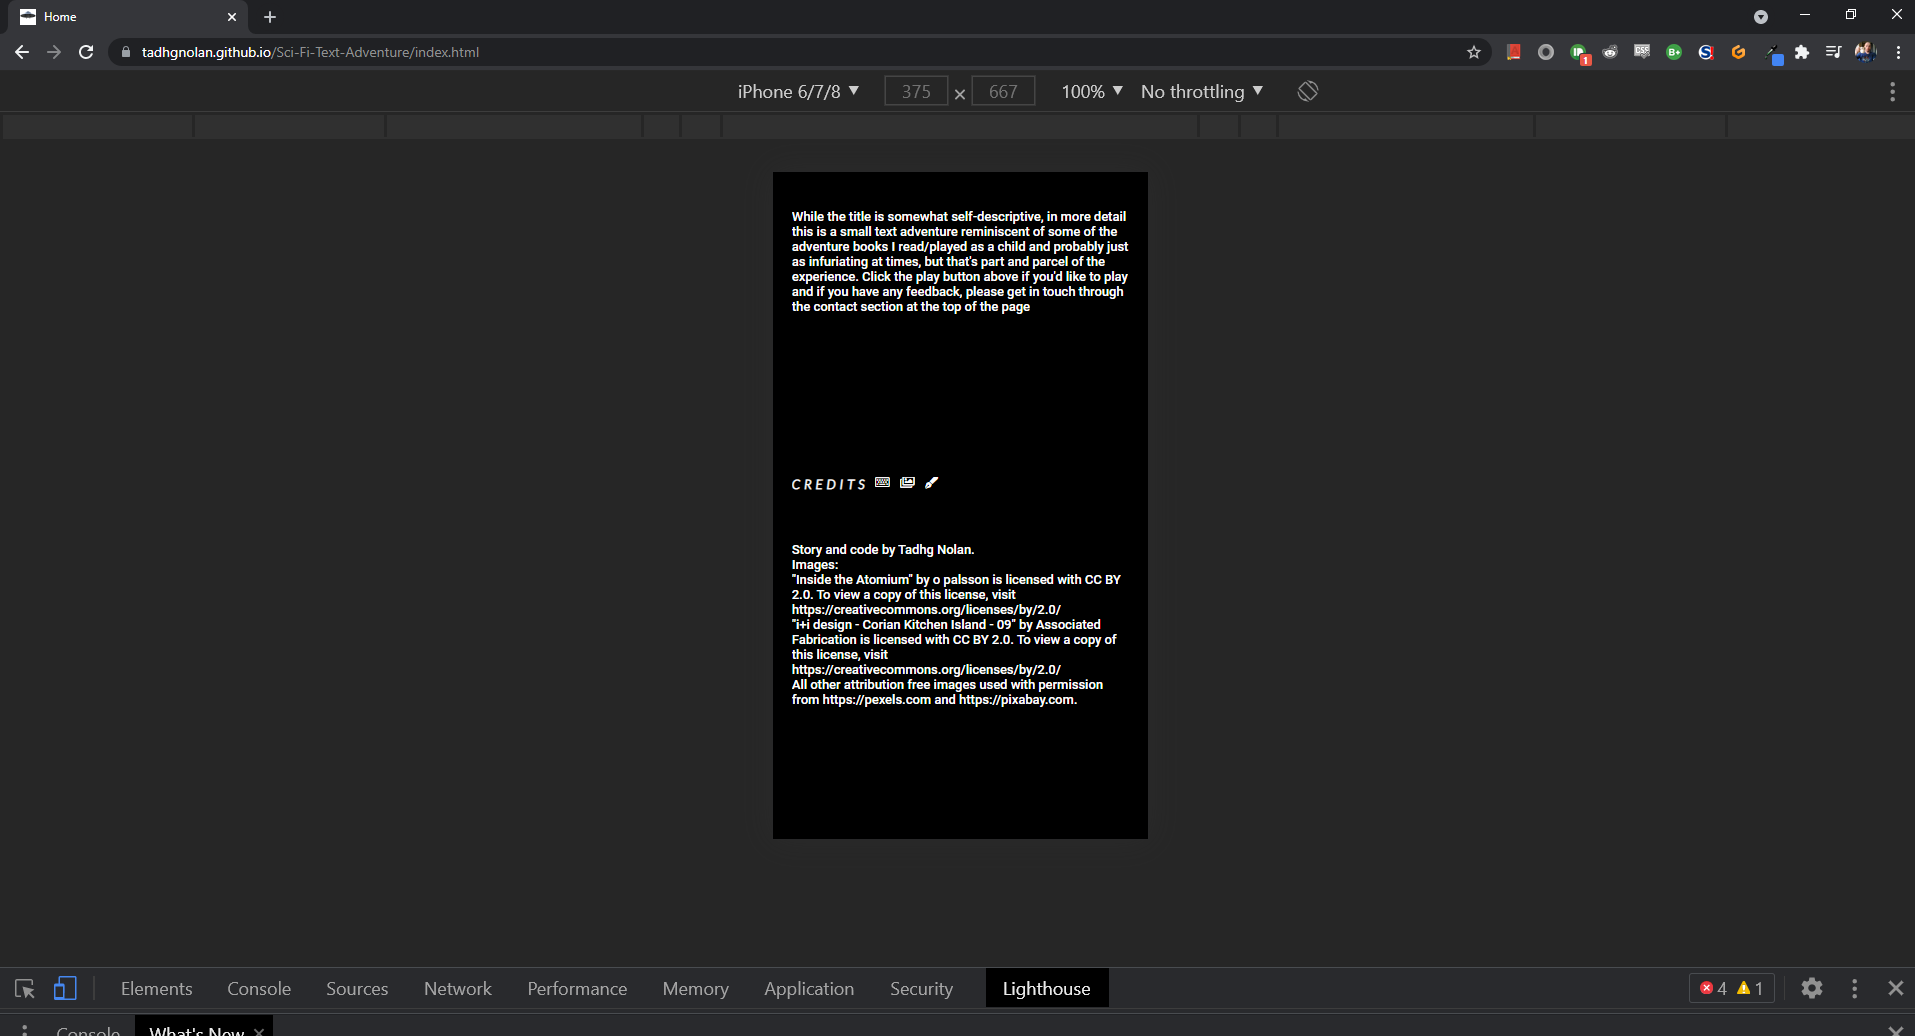 Home
tadhgnolan.github.io/Sci-Fi-Text-Adventure/index.html
1
iPhone 6/7/8 ▼ 375 × 667 100% ▼ No throttling ▼
While the title is somewhat self-descriptive, in more detail
this is a small text adventure reminiscent of some of the
adventure books I read/played as a child and probably just
as infuriating at times, but that's part and parcel of the
experience. Click the play button above if you'd like to play
and if you have any feedback, please get in touch through
the contact section at the top of the page
CREDITS
Story and code by Tadhg Nolan.
Images:
"Inside the Atomium" by o palsson is licensed with CC BY
2.0. To view a copy of this license, visit
https://creativecommons.org/licenses/by/2.0/
"i+i design - Corian Kitchen Island - 09" by Associated
Fabrication is licensed with CC BY 2.0. To view a copy of
this license, visit
https://creativecommons.org/licenses/by/2.0/
All other attribution free images used with permission
from https://pexels.com and https://pixabay.com.
Elements Console Sources Network Performance Memory Application Security Lighthouse 4 1
Console What's New